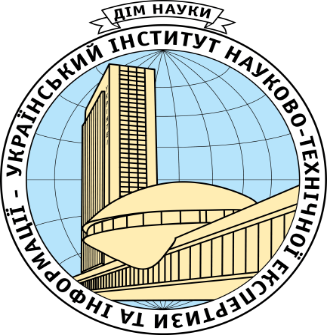 ДІМ НАУКИ
УКРАЇНСЬКИЙ ІНСТИТУТ НАУКОВО-ТЕХНІЧНОЇ ЕКСПЕРТИЗИ ТА ІНФОРМАЦІЇ -